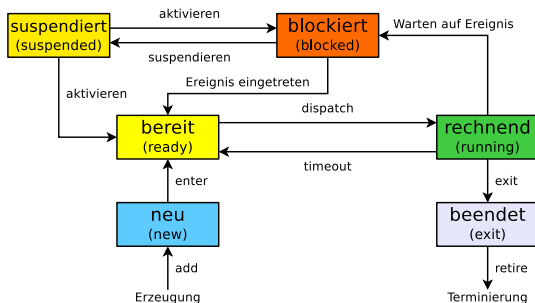 aktivieren
suspendiert
(suspended)
blockiert
(blocked)
Warten auf Ereignis
suspendieren
Ereignis eingetreten
aktivieren
dispatch
bereit
(ready)
rechnend
(running)
timeout
enter
exit
neu
(new)
beendet
(exit)
add
retire
Erzeugung
Terminierung